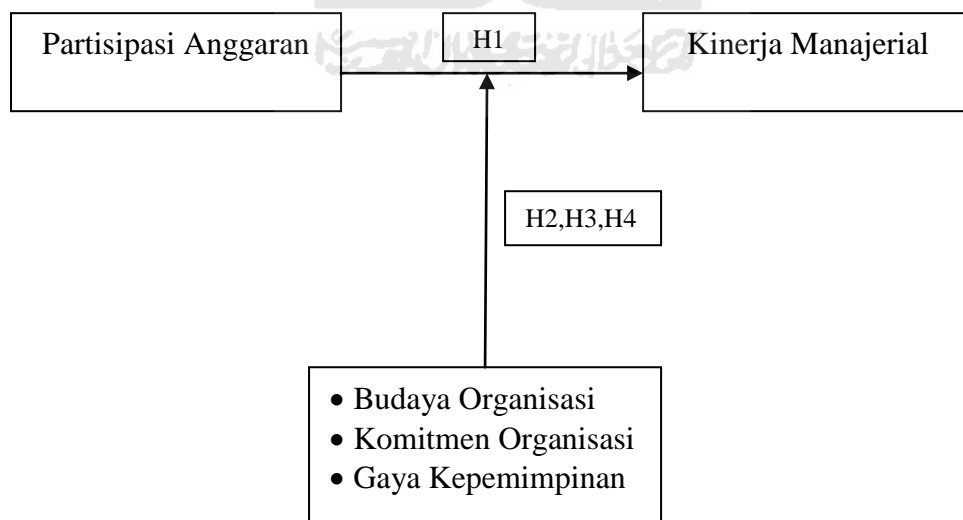 Partisipasi Anggaran
H1
Kinerja Manajerial
H2,H3,H4
• Budaya Organisasi
• Komitmen Organisasi
• Gaya Kepemimpinan